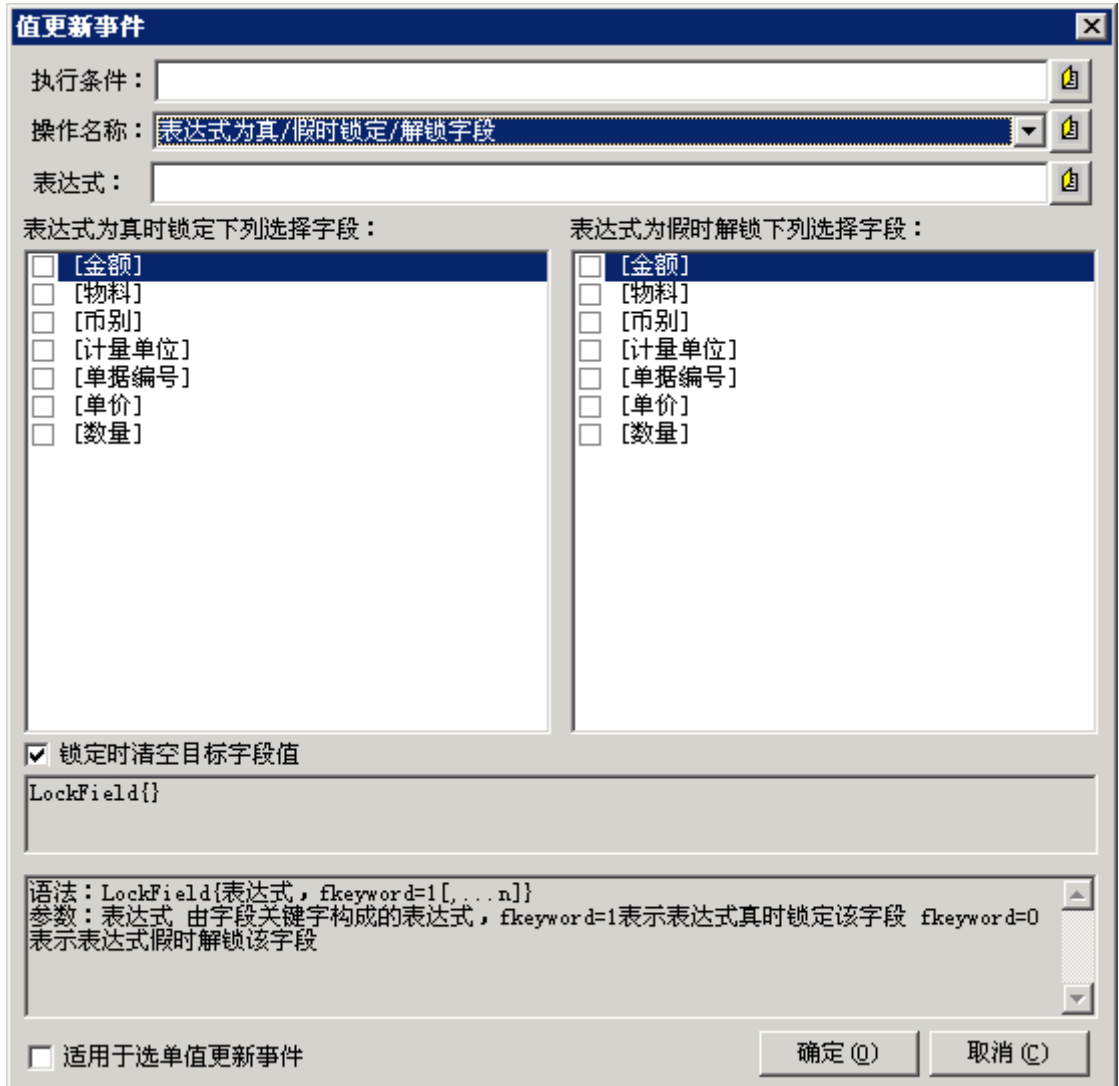 值更新事件
执行条件：
操作名称： 表达式为真/假时锁定/解锁字段
表达式：
表达式为真时锁定下列选择字段：
[金额]
[物料]
[币别]
[计量单位]
[单据编号]
[单价]
[数量]
表达式为假时解锁下列选择字段：
[金额]
[物料]
[币别]
[计量单位]
[单据编号]
[单价]
[数量]
锁定时清空目标字段值
LockField{}
语法：LockField{表达式，fkeyword=1[,...n]}
参数：表达式 由字段关键字构成的表达式，fkeyword=1表示表达式真时锁定该字段 fkeyword=0
表示表达式假时解锁该字段
适用于选单值更新事件
确定(O)
取消(C)